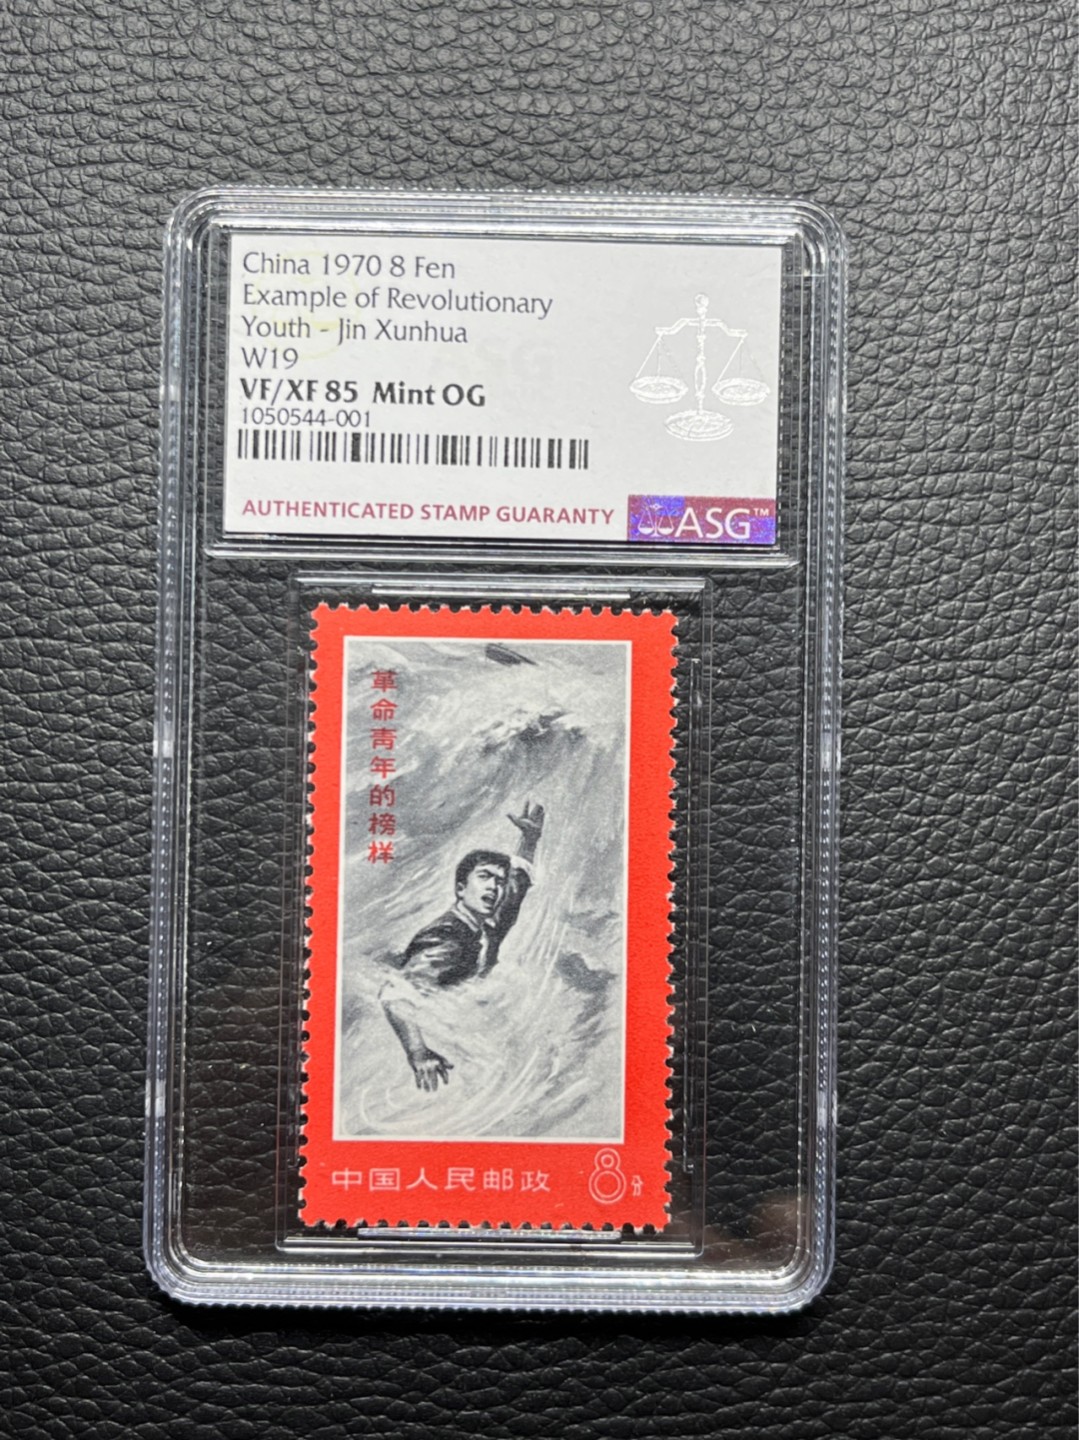 China 1970 8 Fen
Example of Revolutionary
Youth - Jin Xunhua
W19
VF/XF 85 Mint OG
1050544-001
AUTHENTICATED STAMP GUARANTY
ASG™
革命青年的榜样
中国人民邮政 8分